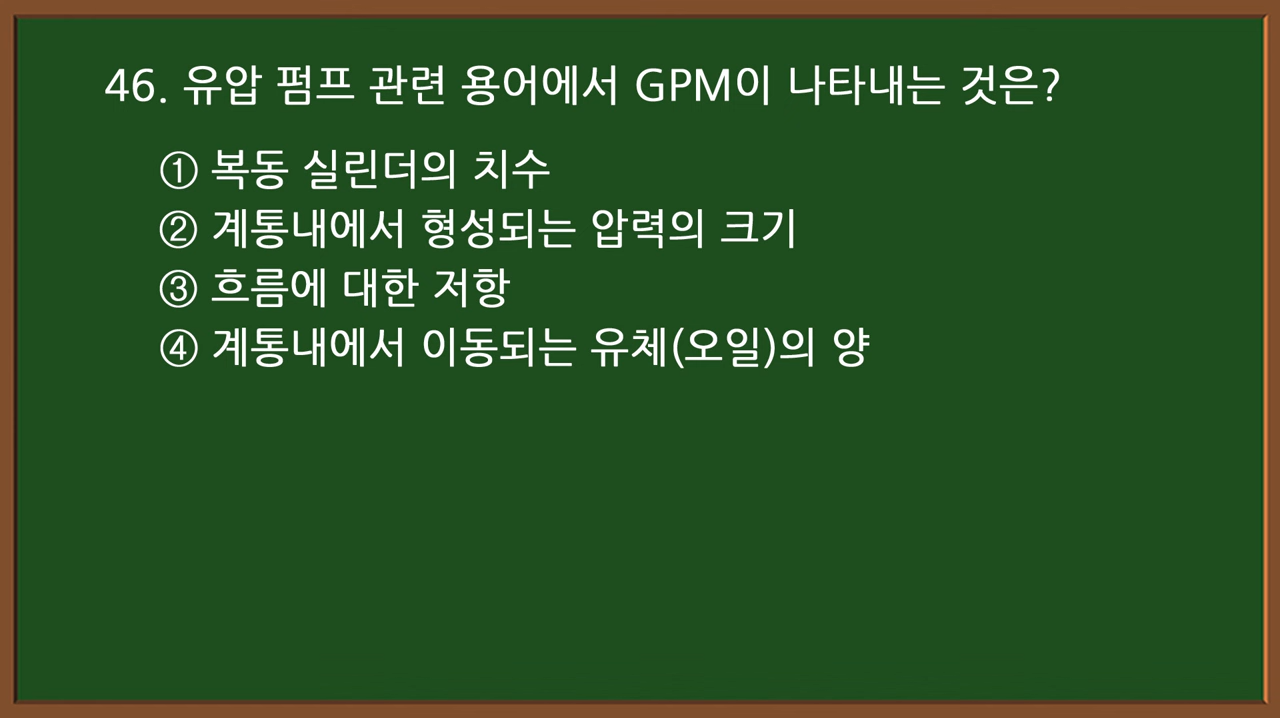 46. 유압 펌프 관련 용어에서 GPM이 나타내는 것은?
① 복동 실린더의 치수
② 계통내에서 형성되는 압력의 크기
③ 흐름에 대한 저항
④ 계통내에서 이동되는 유체(오일)의 양